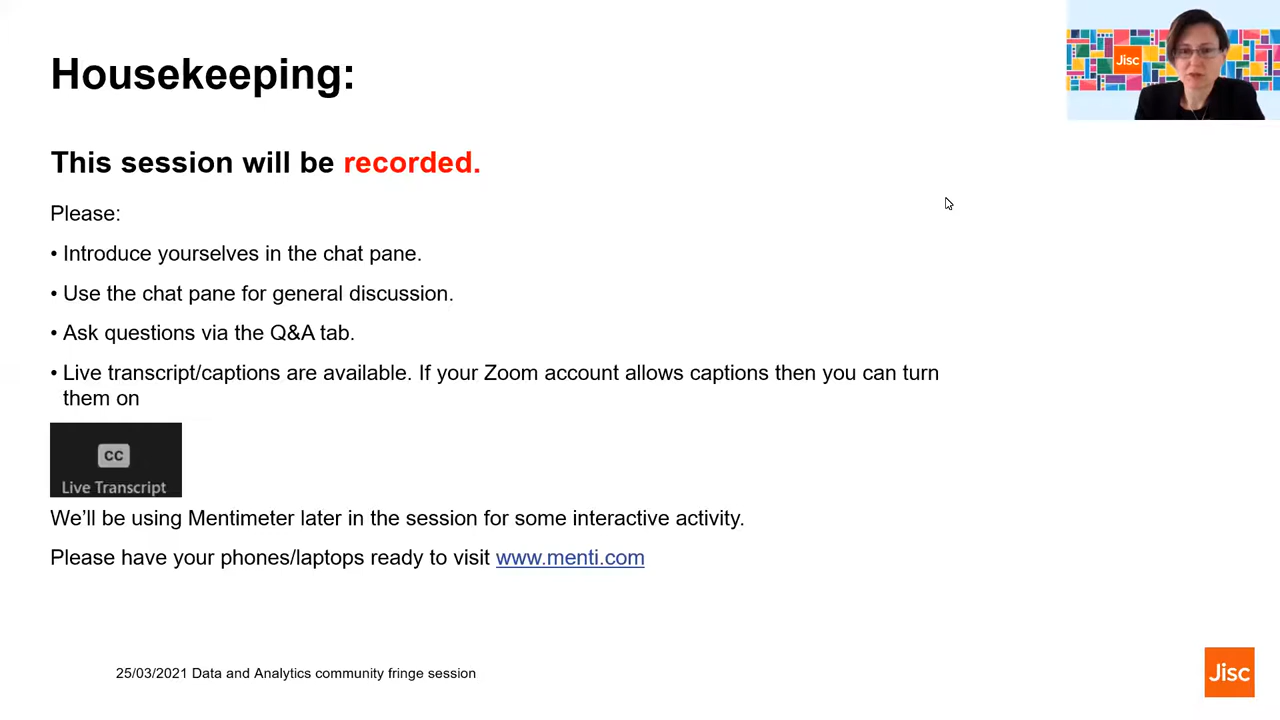 Housekeeping:
Jisc
This session will be recorded.
Please:
• Introduce yourselves in the chat pane.
• Use the chat pane for general discussion.
• Ask questions via the Q&A tab.
• Live transcript/captions are available. If your Zoom account allows captions then you can turn
them on
CC
Live Transcript
We’ll be using Mentimeter later in the session for some interactive activity.
Please have your phones/laptops ready to visit www.menti.com
25/03/2021 Data and Analytics community fringe session
Jisc